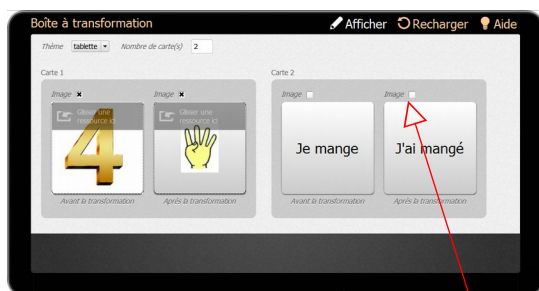 Boîte à transformation
Afficher Recharger Aide
Thème tablette Nombre de carte(s) 2
Carte 1
Image Image
Glisser une ressource ici
Glisser une ressource ici
4
Avant la transformation Après la transformation
Carte 2
Image Image
Je mange J'ai mangé
Avant la transformation Après la transformation